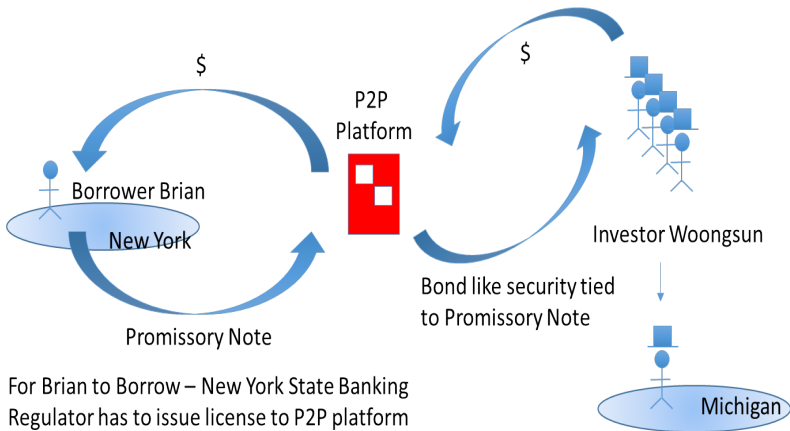 $
$
P2P
Platform
Borrower Brian
New York
Investor Woongsun
Bond like security tied
to Promissory Note
Promissory Note
For Brian to Borrow – New York State Banking
Regulator has to issue license to P2P platform
Michigan